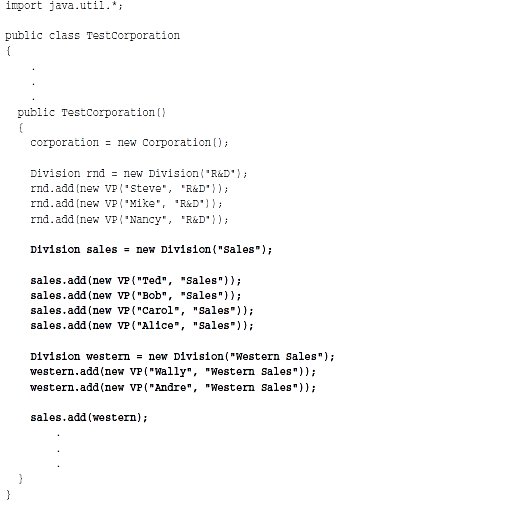 import java.util.*;
public class TestCorporation
{
.
.
.
public TestCorporation()
{
corporation = new Corporation();
Division rnd = new Division("R&D");
rnd.add(new VP("Steve", "R&D"));
rnd.add(new VP("Mike", "R&D"));
rnd.add(new VP("Nancy", "R&D"));
Division sales = new Division("Sales");
sales.add(new VP("Ted", "Sales"));
sales.add(new VP("Bob", "Sales"));
sales.add(new VP("Carol", "Sales"));
sales.add(new VP("Alice", "Sales"));
Division western = new Division("Western Sales");
western.add(new VP("Wally", "Western Sales"));
western.add(new VP("Andre", "Western Sales"));
sales.add(western);
.
.
.
}
}